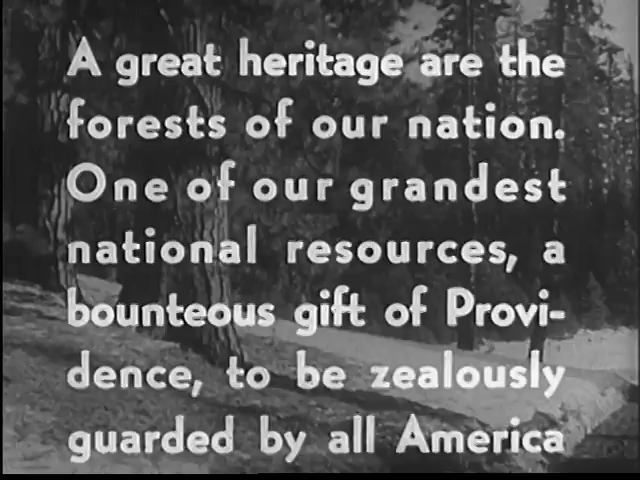 A great heritage are the
forests of our nation.
One of our grandest
national resources, a
bounteous gift of Provi-
dence, to be zealously
guarded by all America